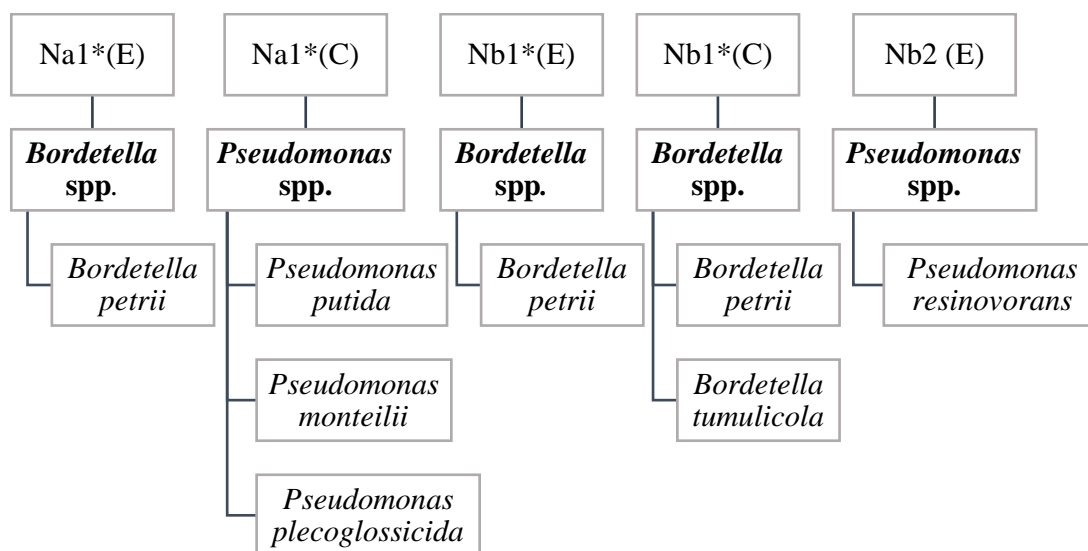 Na1*(E)
Na1*(C)
Nb1*(E)
Nb1*(C)
Nb2 (E)
Bordetella
spp.
Pseudomonas
spp.
Bordetella
spp.
Bordetella
spp.
Pseudomonas
spp.
Bordetella
petrii
Pseudomonas
putida
Bordetella
petrii
Bordetella
petrii
Pseudomonas
resinovorans
Pseudomonas
monteilii
Bordetella
tumulicola
Pseudomonas
plecoglossicida